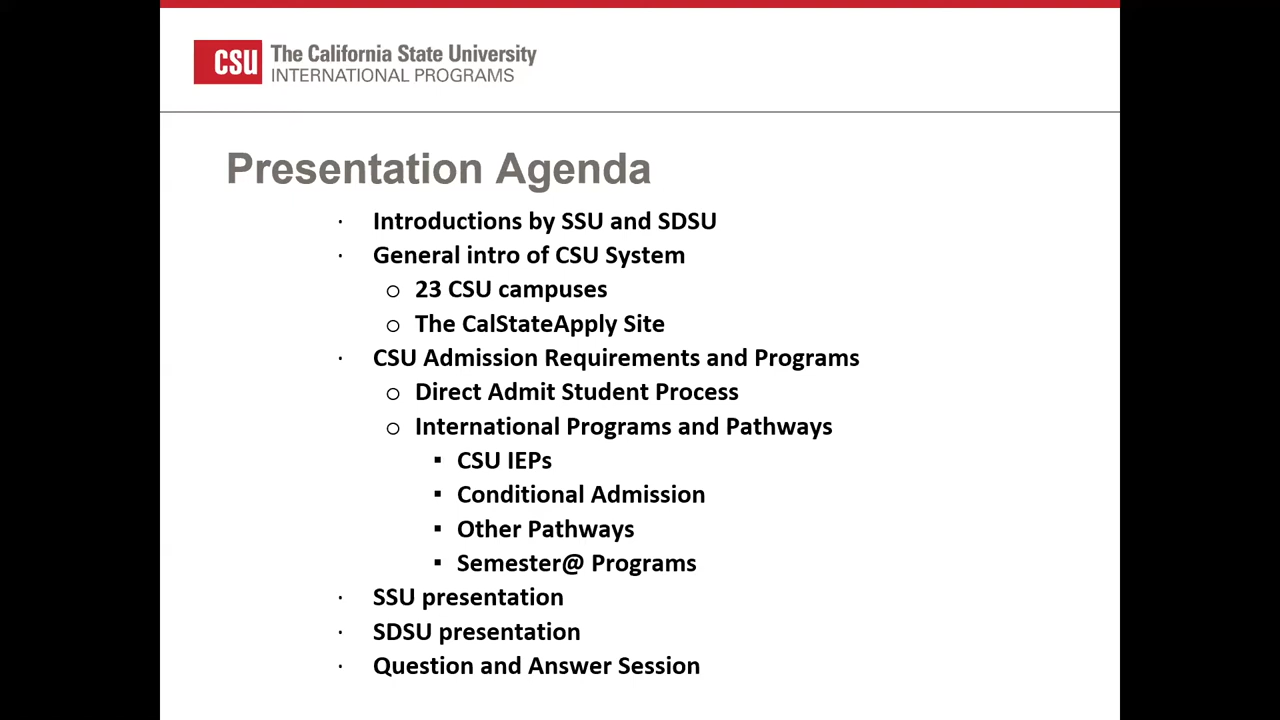 CSU The California State University
INTERNATIONAL PROGRAMS
Presentation Agenda
· Introductions by SSU and SDSU
· General intro of CSU System
o 23 CSU campuses
o The CalStateApply Site
· CSU Admission Requirements and Programs
o Direct Admit Student Process
o International Programs and Pathways
▪ CSU IEPs
▪ Conditional Admission
▪ Other Pathways
▪ Semester@ Programs
· SSU presentation
· SDSU presentation
· Question and Answer Session